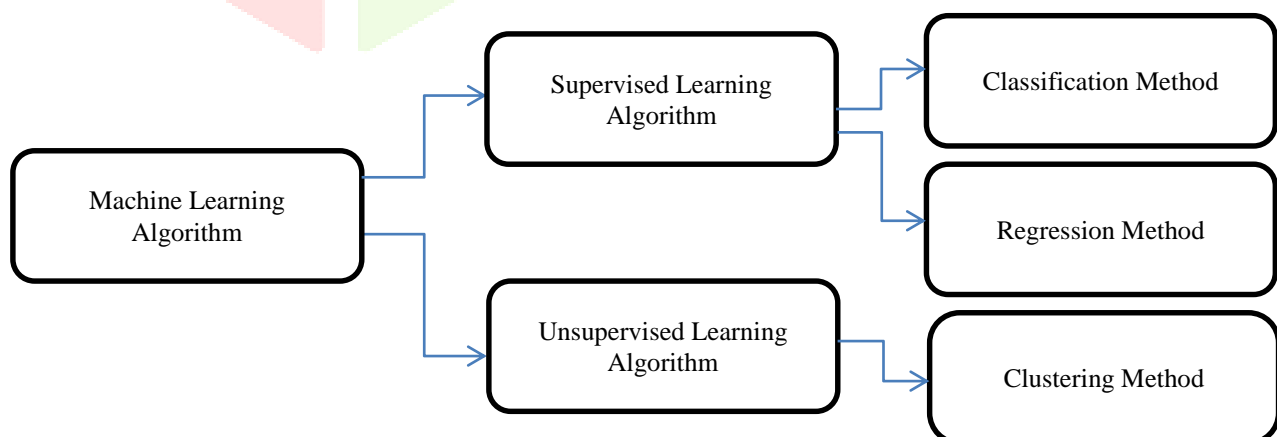 Machine Learning
Algorithm
Supervised Learning
Algorithm
Classification Method
Regression Method
Unsupervised Learning
Algorithm
Clustering Method